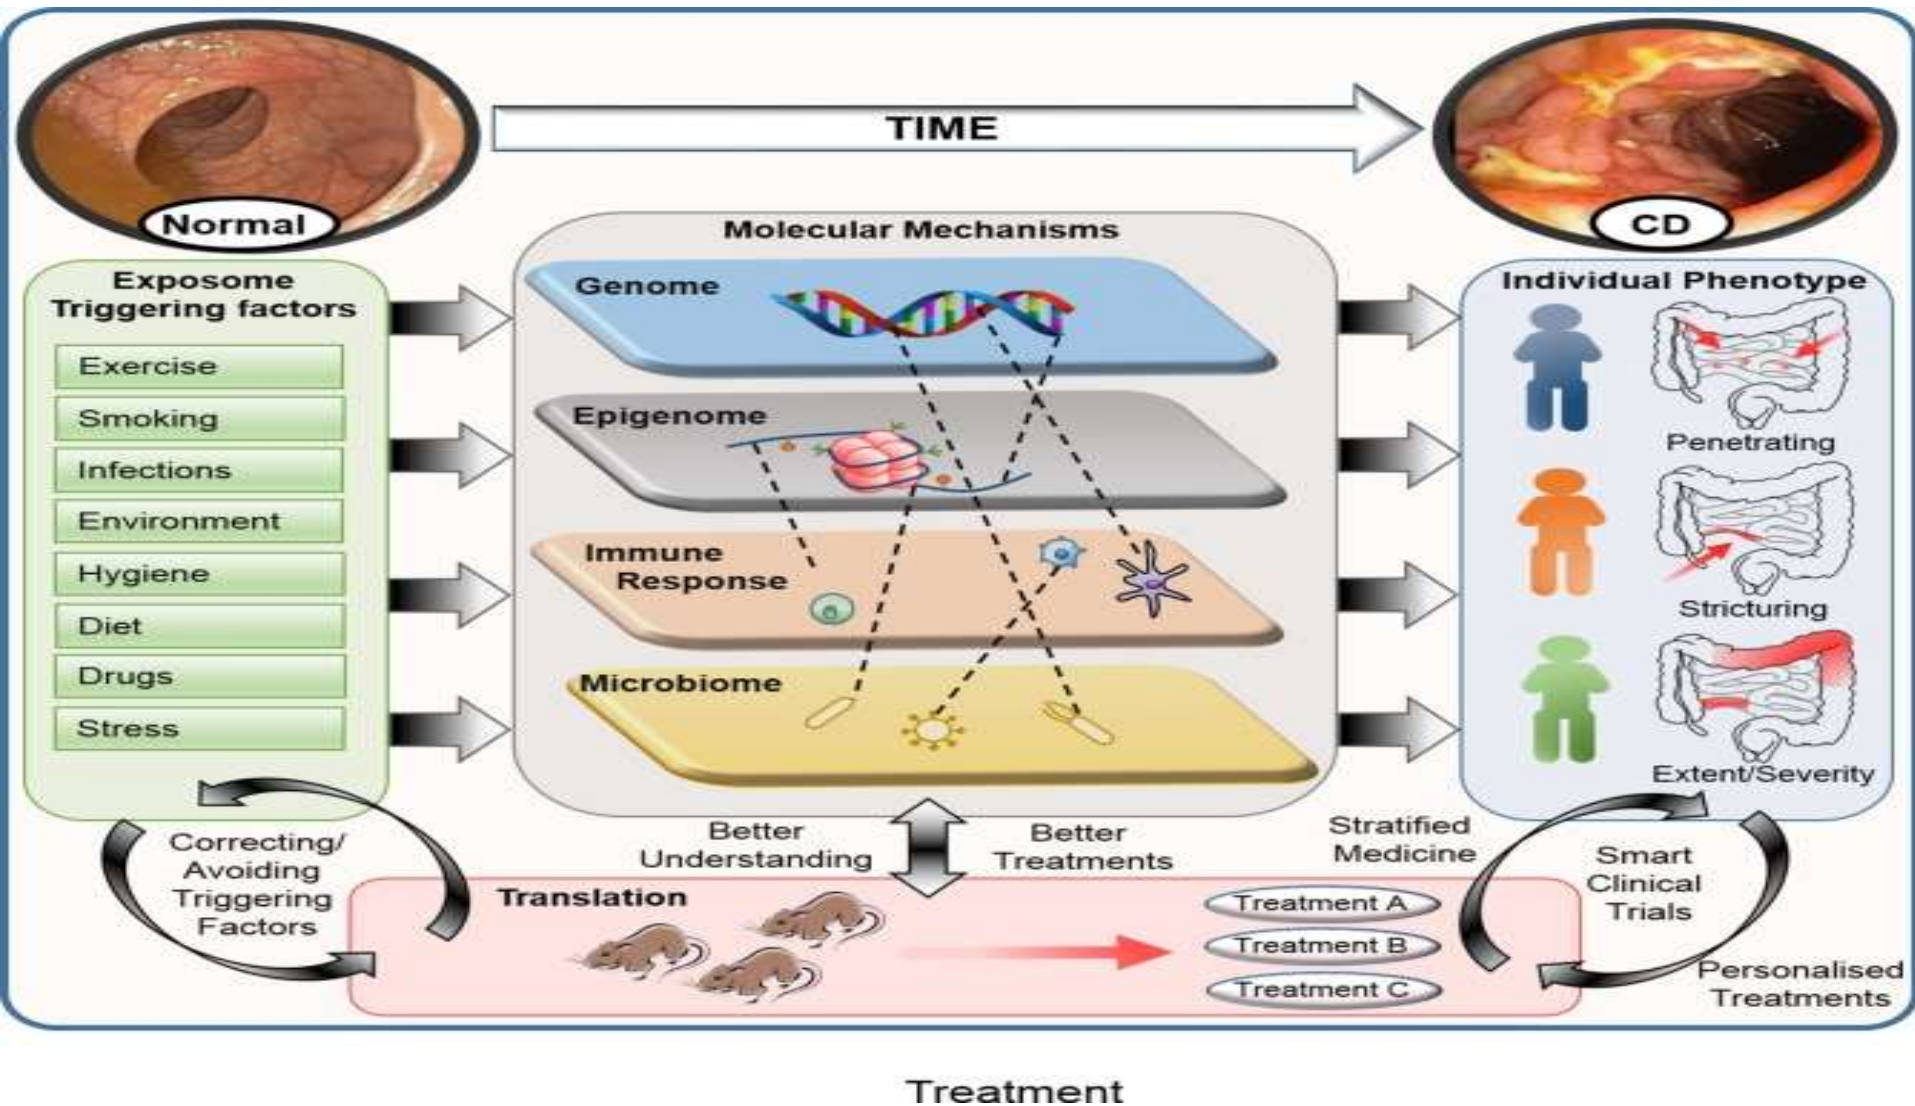 TIME
Normal
CD
Exposome
Triggering factors
Exercise
Smoking
Infections
Environment
Hygiene
Diet
Drugs
Stress
Molecular Mechanisms
Genome
Epigenome
Immune
Response
Microbiome
Individual Phenotype
Penetrating
Stricturing
Extent/Severity
Correcting/
Avoiding
Triggering
Factors
Better
Understanding
Better
Treatments
Stratified
Medicine
Smart
Clinical
Trials
Personalised
Treatments
Translation
Treatment A
Treatment B
Treatment C
Treatment